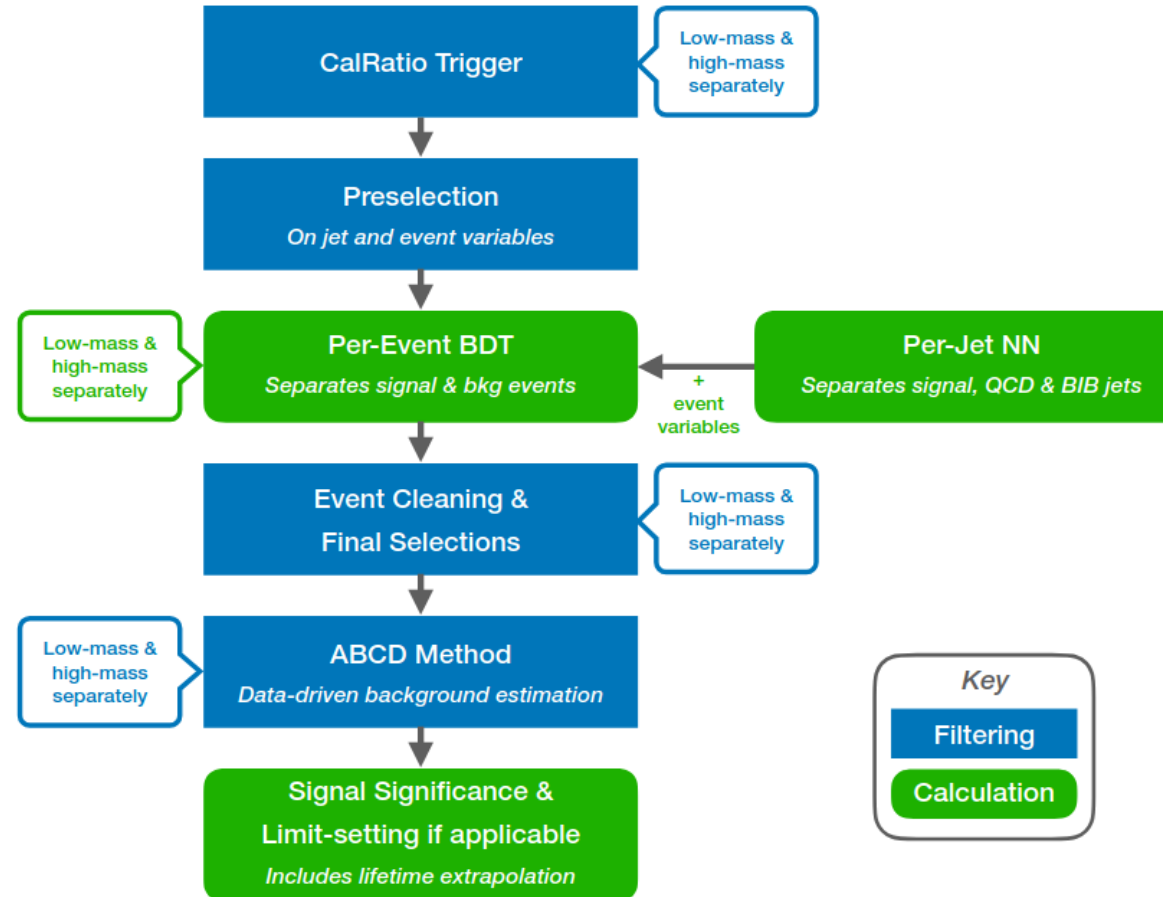 CalRatio Trigger
Low-mass &
high-mass
separately
Preselection
On jet and event variables
Low-mass &
high-mass
separately
Per-Event BDT
Separates signal & bkg events
+
event
variables
Per-Jet NN
Separates signal, QCD & BIB jets
Event Cleaning &
Final Selections
Low-mass &
high-mass
separately
Low-mass &
high-mass
separately
ABCD Method
Data-driven background estimation
Signal Significance &
Limit-setting if applicable
Includes lifetime extrapolation
Key
Filtering
Calculation